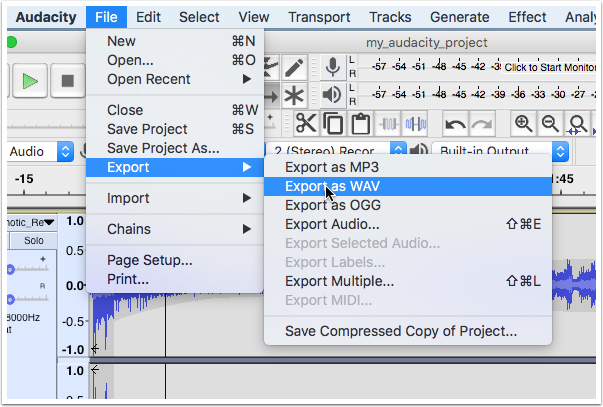 Audacity File Edit Select View Transport Tracks Generate Effect Analy
my_audacity_project
New ⌘N
Open... ⌘O
Open Recent
Close ⌘W
Save Project ⌘S
Save Project As...
Export
Import
Chains
Page Setup...
Print...
Export as MP3
Export as WAV
Export as OGG
Export Audio... ⇧⌘E
Export Selected Audio...
Export Labels...
Export Multiple... ⇧⌘L
Export MIDI...
Save Compressed Copy of Project...
L
R
-57 -54 -51 -48 -45 -42 Click to Start Monitor
L
R
-57 -54 -51 -48 -45 -42 -39 -36 -33 -30 -27
Audio 2 (Stereo) Recor Built-in Output
-15 1:45
notic_Re 1.0
Solo 0.5
R 0.0
8000Hz -0.5
at -1.0
1.0